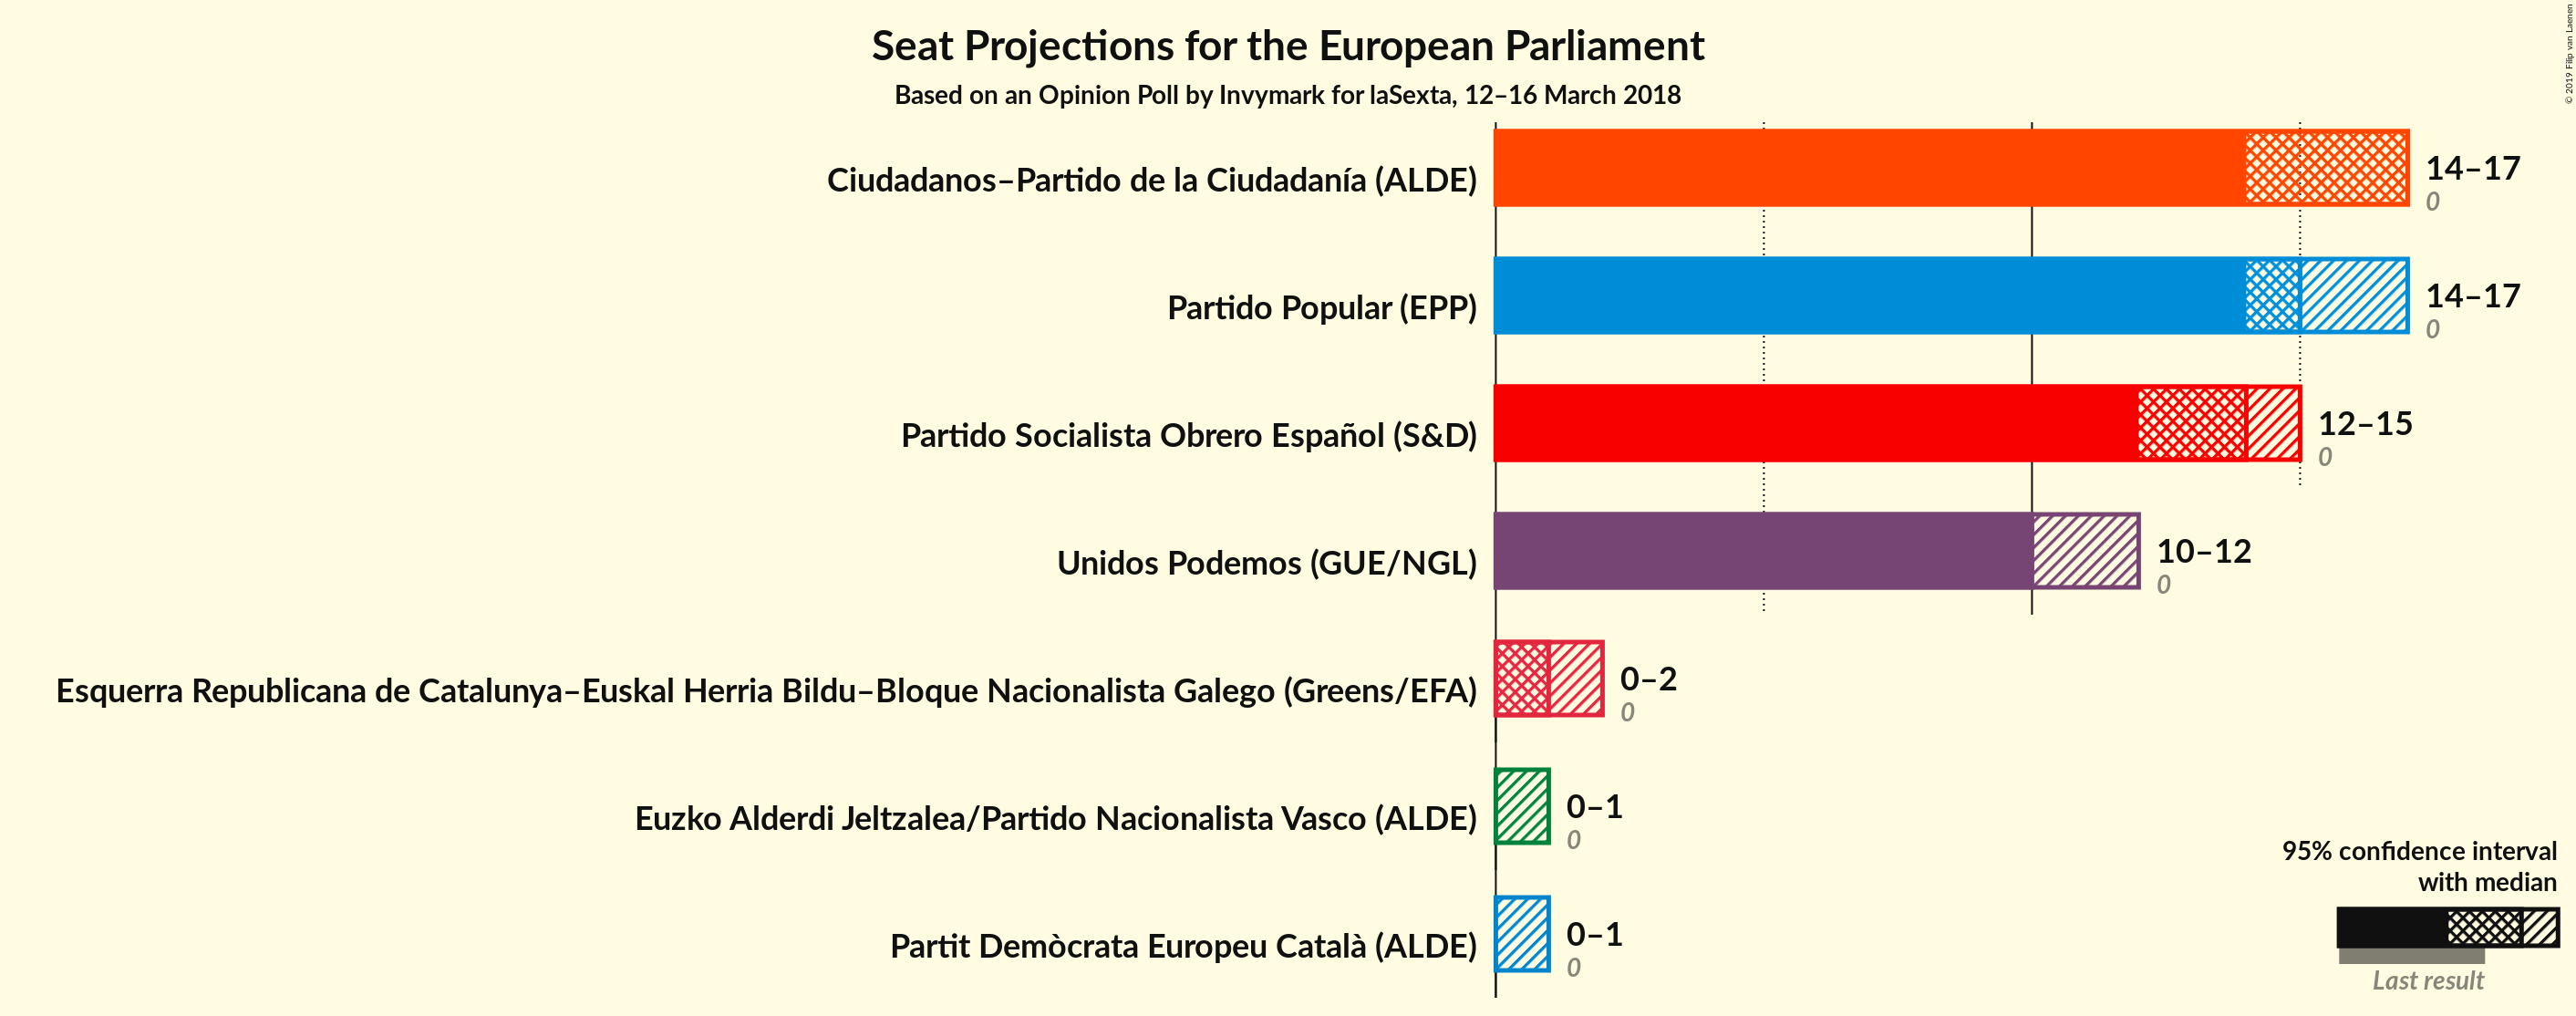 Seat Projections for the European Parliament
Based on an Opinion Poll by Invymark for laSexta, 12–16 March 2018
© 2019 Filip van Laenen
Ciudadanos–Partido de la Ciudadanía (ALDE)
14–17
0
Partido Popular (EPP)
14–17
0
Partido Socialista Obrero Español (S&D)
12–15
0
Unidos Podemos (GUE/NGL)
10–12
0
Esquerra Republicana de Catalunya–Euskal Herria Bildu–Bloque Nacionalista Galego (Greens/EFA)
0–2
0
Euzko Alderdi Jeltzalea/Partido Nacionalista Vasco (ALDE)
0–1
0
Partit Demòcrata Europeu Català (ALDE)
0–1
0
95% confidence interval
with median
Last result